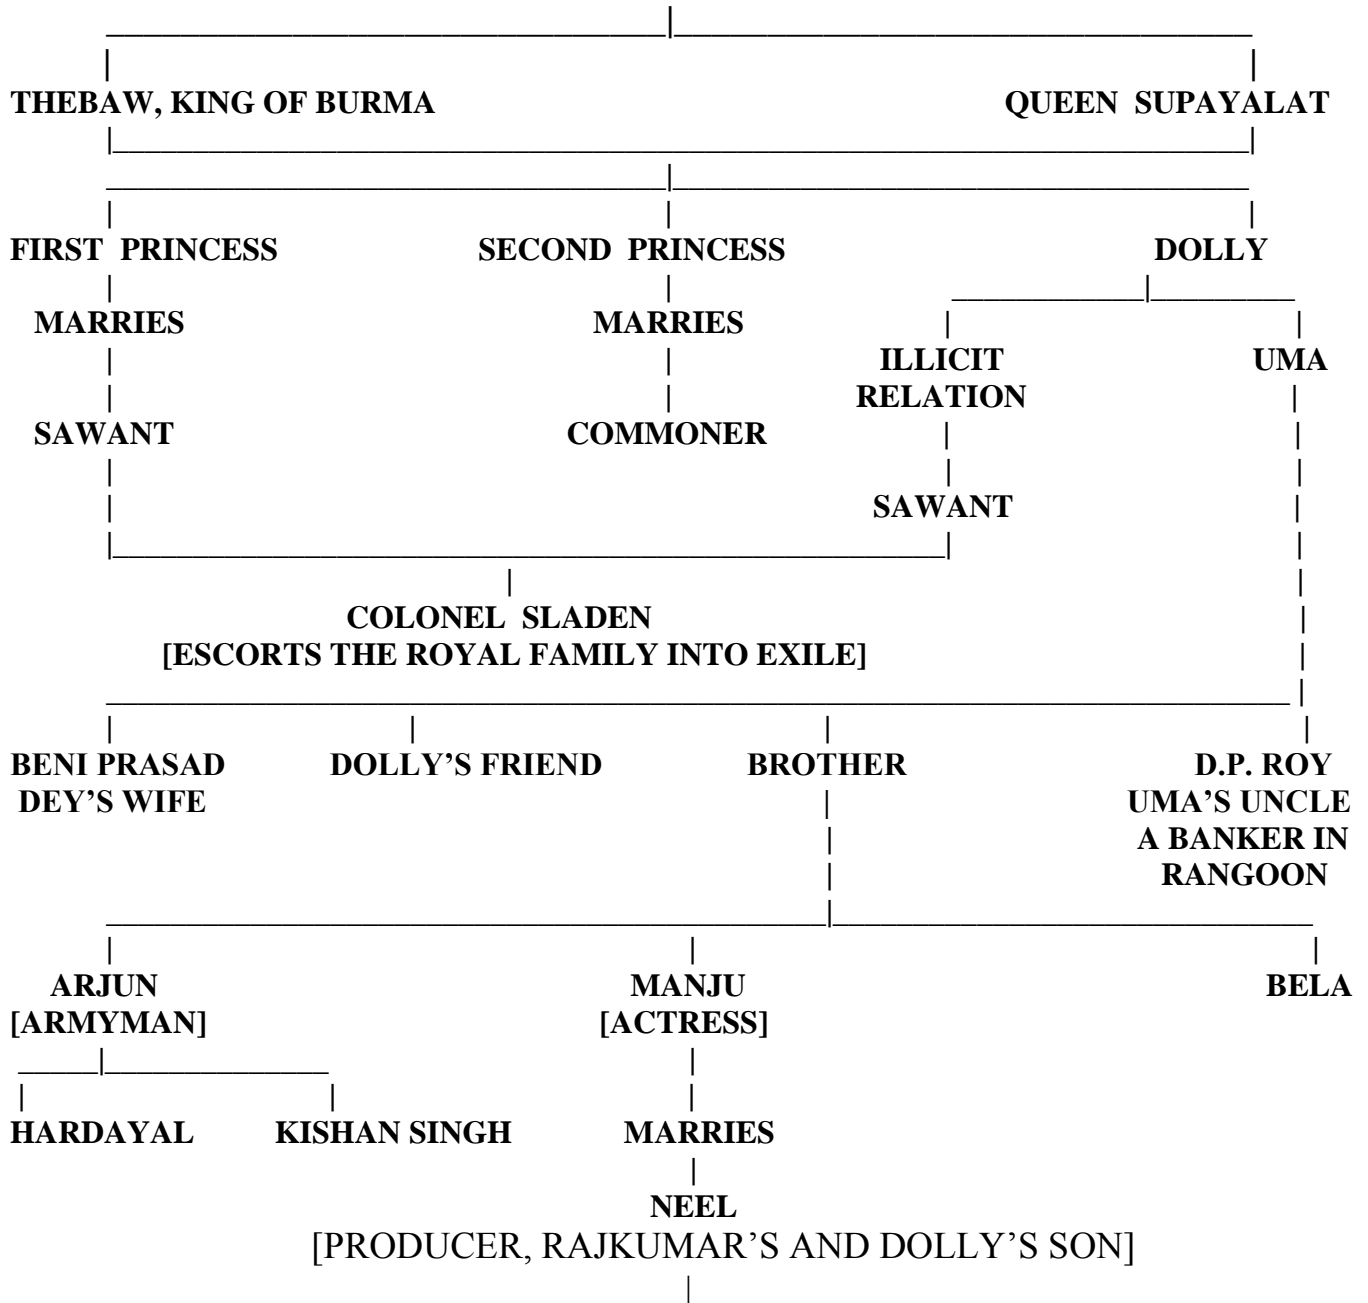 THEBAW, KING OF BURMA QUEEN SUPAYALAT
FIRST PRINCESS SECOND PRINCESS DOLLY
MARRIES MARRIES
ILLICIT UMA
RELATION
SAWANT COMMONER
SAWANT
COLONEL SLADEN
[ESCORTS THE ROYAL FAMILY INTO EXILE]
BENI PRASAD DOLLY’S FRIEND BROTHER D.P. ROY
DEY’S WIFE UMA’S UNCLE
A BANKER IN
RANGOON
ARJUN MANJU BELA
[ARMYMAN] [ACTRESS]
HARDAYAL KISHAN SINGH MARRIES
NEEL
[PRODUCER, RAJKUMAR’S AND DOLLY’S SON]